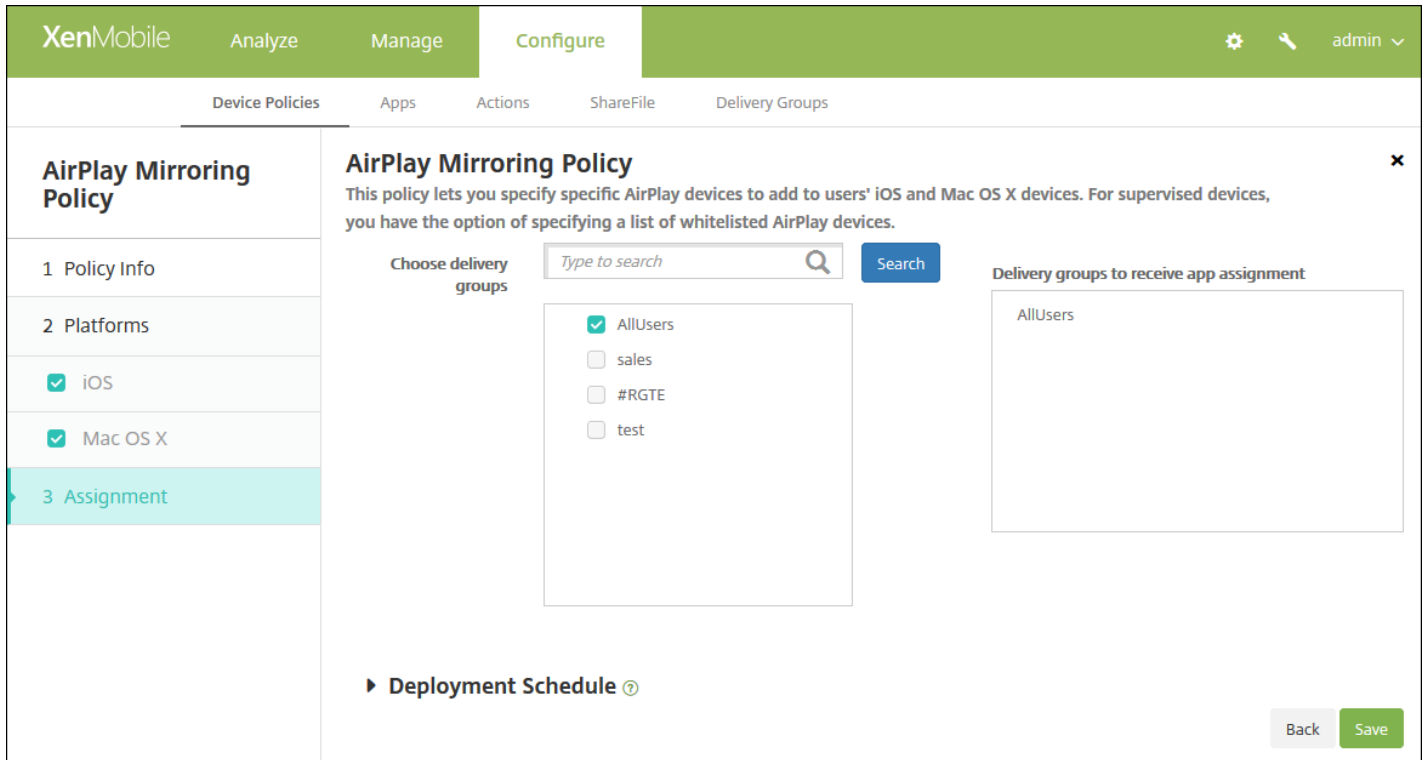 XenMobile Analyze Manage Configure admin
Device Policies Apps Actions ShareFile Delivery Groups
AirPlay Mirroring
Policy
1 Policy Info
2 Platforms
iOS
Mac OS X
3 Assignment
AirPlay Mirroring Policy
This policy lets you specify specific AirPlay devices to add to users' iOS and Mac OS X devices. For supervised devices,
you have the option of specifying a list of whitelisted AirPlay devices.
Choose delivery
groups
Type to search
Search
AllUsers
sales
#RGTE
test
Delivery groups to receive app assignment
AllUsers
Deployment Schedule ?
Back Save